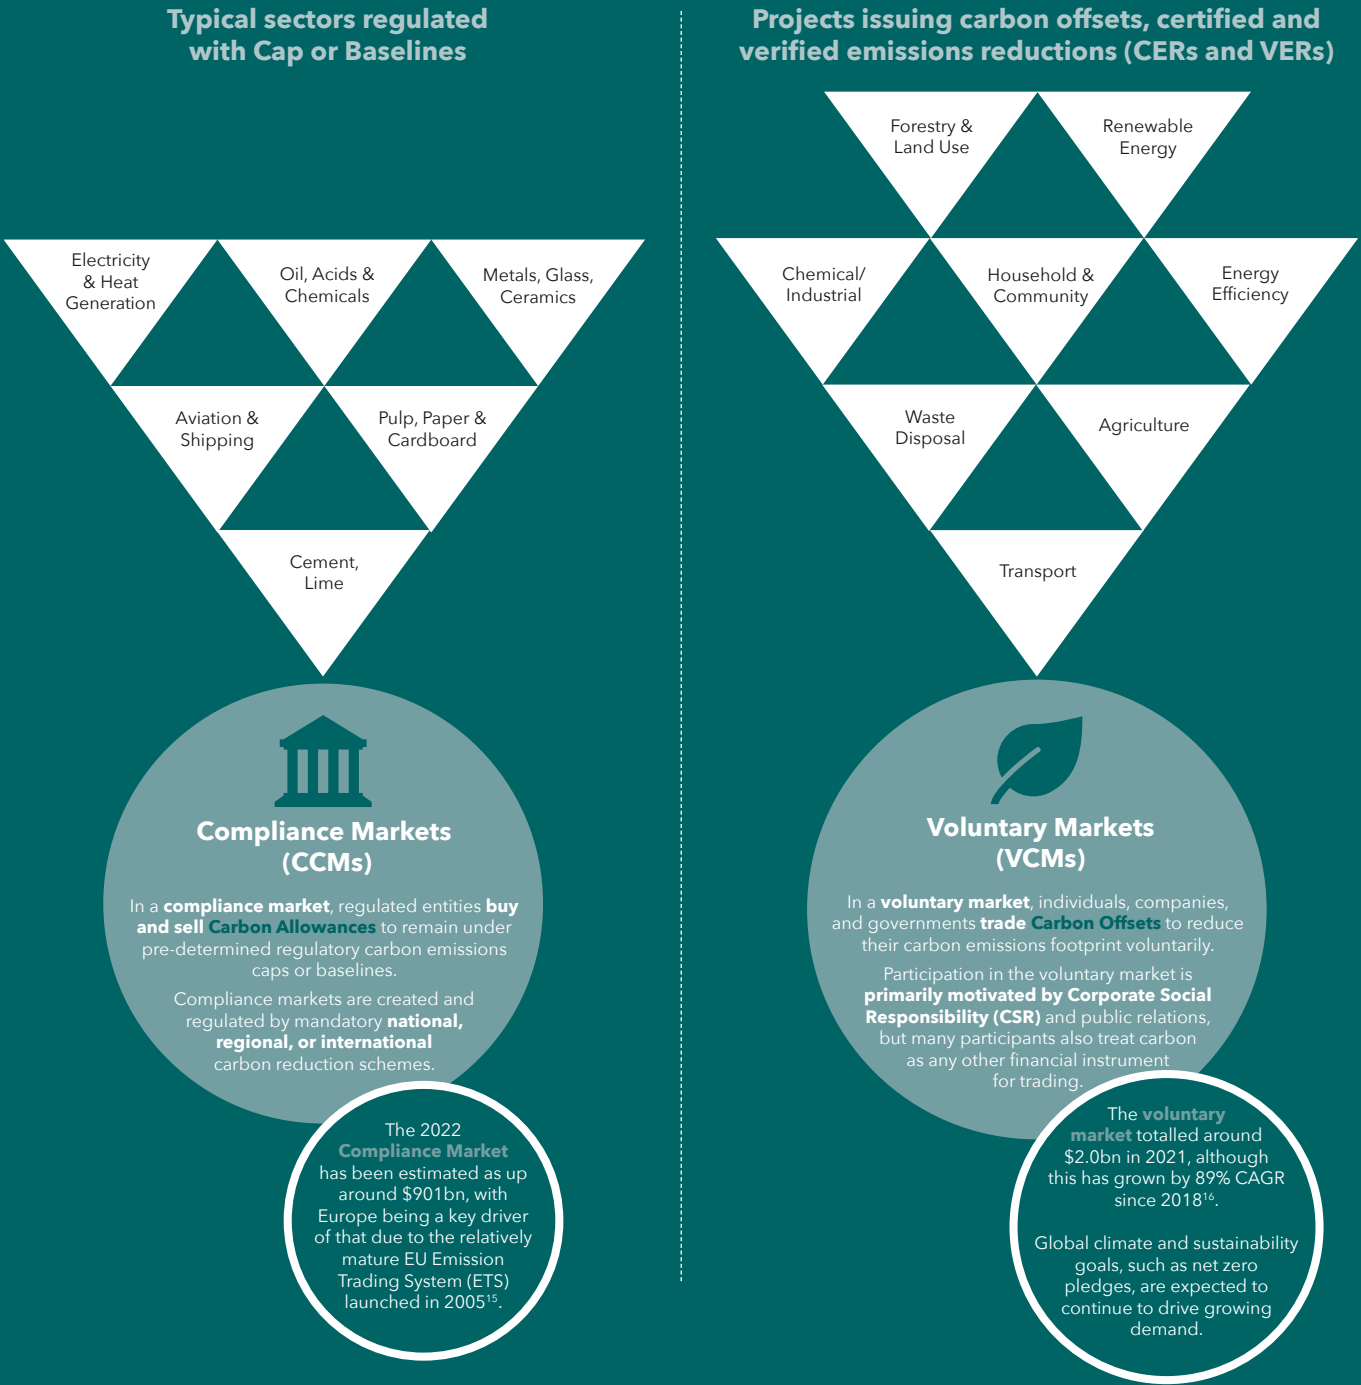 Typical sectors regulated
with Cap or Baselines
Electricity
& Heat
Generation
Oil, Acids &
Chemicals
Metals, Glass,
Ceramics
Aviation &
Shipping
Pulp, Paper &
Cardboard
Cement,
Lime
Compliance Markets
(CCMs)
In a compliance market, regulated entities buy
and sell Carbon Allowances to remain under
pre-determined regulatory carbon emissions
caps or baselines.
Compliance markets are created and
regulated by mandatory national,
regional, or international
carbon reduction schemes.
The 2022
Compliance Market
has been estimated as up
around $901bn, with
Europe being a key driver
of that due to the relatively
mature EU Emission
Trading System (ETS)
launched in 2005¹⁵.
Projects issuing carbon offsets, certified and
verified emissions reductions (CERs and VERs)
Forestry &
Land Use
Renewable
Energy
Chemical/
Industrial
Household &
Community
Energy
Efficiency
Waste
Disposal
Agriculture
Transport
Voluntary Markets
(VCMs)
In a voluntary market, individuals, companies,
and governments trade Carbon Offsets to reduce
their carbon emissions footprint voluntarily.
Participation in the voluntary market is
primarily motivated by Corporate Social
Responsibility (CSR) and public relations,
but many participants also treat carbon
as any other financial instrument
for trading.
The voluntary
market totalled around
$2.0bn in 2021, although
this has grown by 89% CAGR
since 2018¹⁶.
Global climate and sustainability
goals, such as net zero
pledges, are expected to
continue to drive growing
demand.